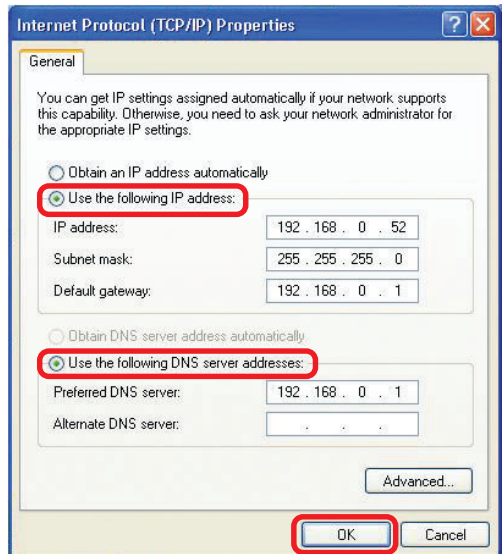 Internet Protocol (TCP/IP) Properties
General
You can get IP settings assigned automatically if your network supports
this capability. Otherwise, you need to ask your network administrator for
the appropriate IP settings.
Obtain an IP address automatically
Use the following IP address:
IP address: 192 . 168 . 0 . 52
Subnet mask: 255 . 255 . 255 . 0
Default gateway: 192 . 168 . 0 . 1
Obtain DNS server address automatically
Use the following DNS server addresses:
Preferred DNS server: 192 . 168 . 0 . 1
Alternate DNS server: . . .
Advanced...
OK Cancel